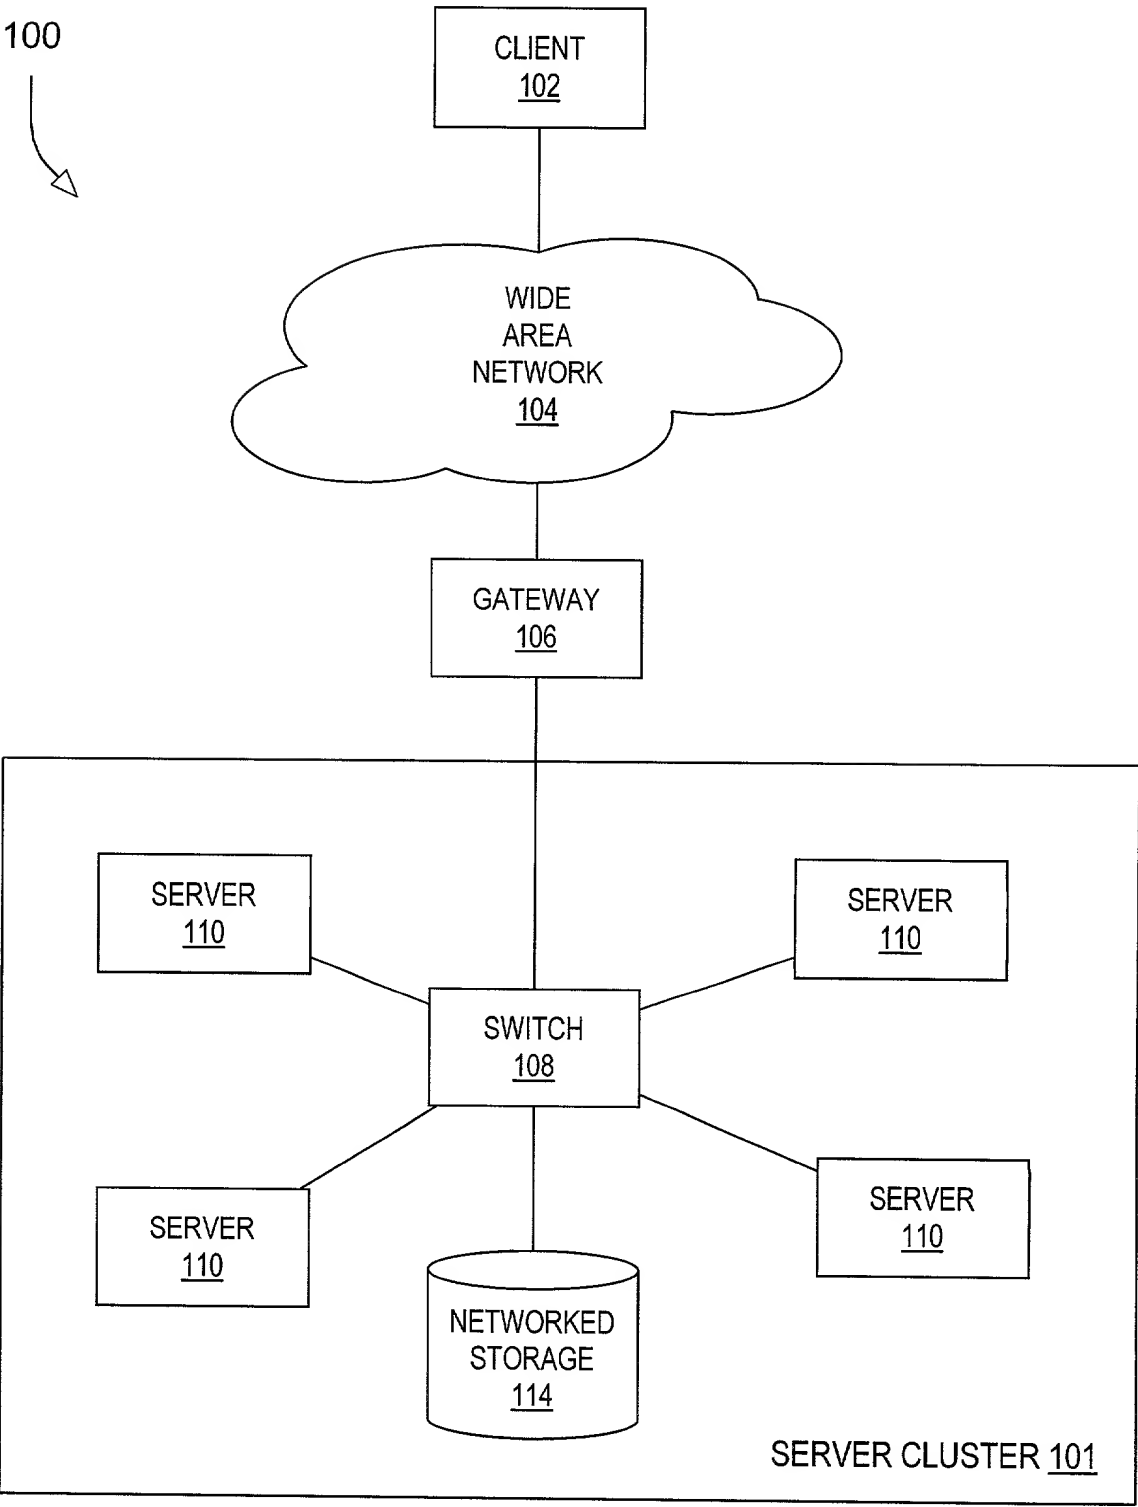 100
CLIENT
102
WIDE
AREA
NETWORK
104
GATEWAY
106
SERVER
110
SERVER
110
SWITCH
108
SERVER
110
SERVER
110
NETWORKED
STORAGE
114
SERVER CLUSTER 101